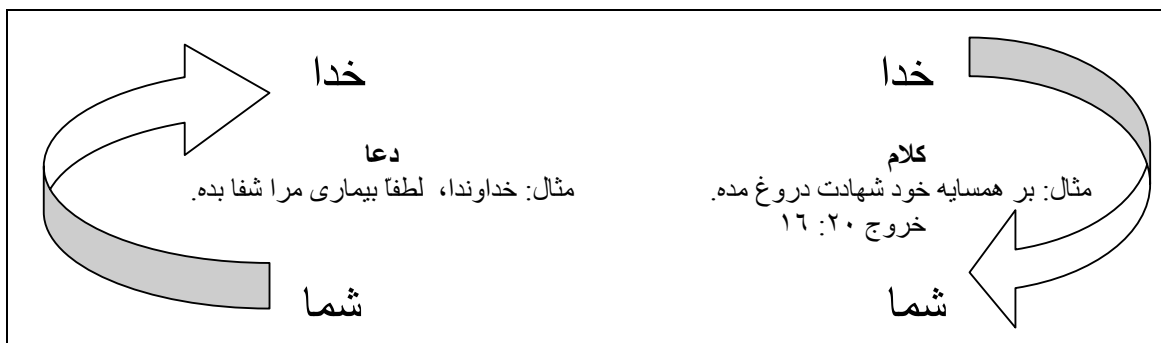 خدا
کلام
مثال: بر همسایه خود شهادت دروغ مده.
خروج ۲۰: ۱۶
شما
خدا
دعا
مثال: خداوندا، لطفاّ بیماری مرا شفا بده.
شما